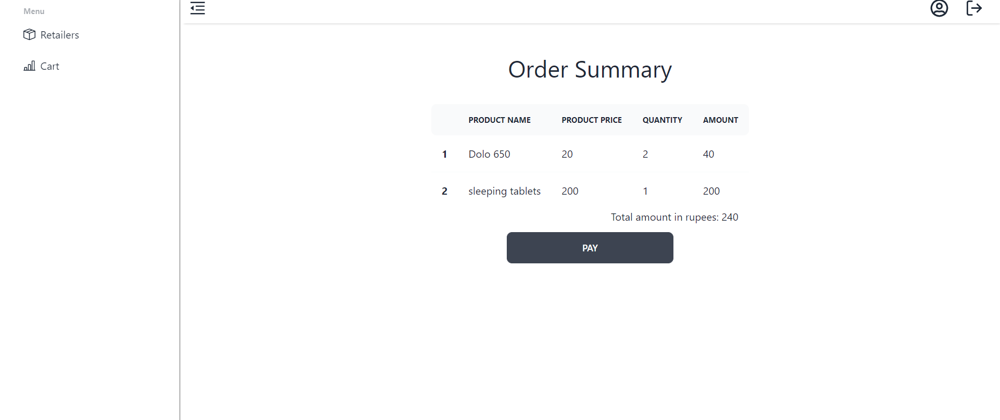 Menu
Retailers
Cart
Order Summary
PRODUCT NAME PRODUCT PRICE QUANTITY AMOUNT
1 Dolo 650 20 2 40
2 sleeping tablets 200 1 200
Total amount in rupees: 240
PAY